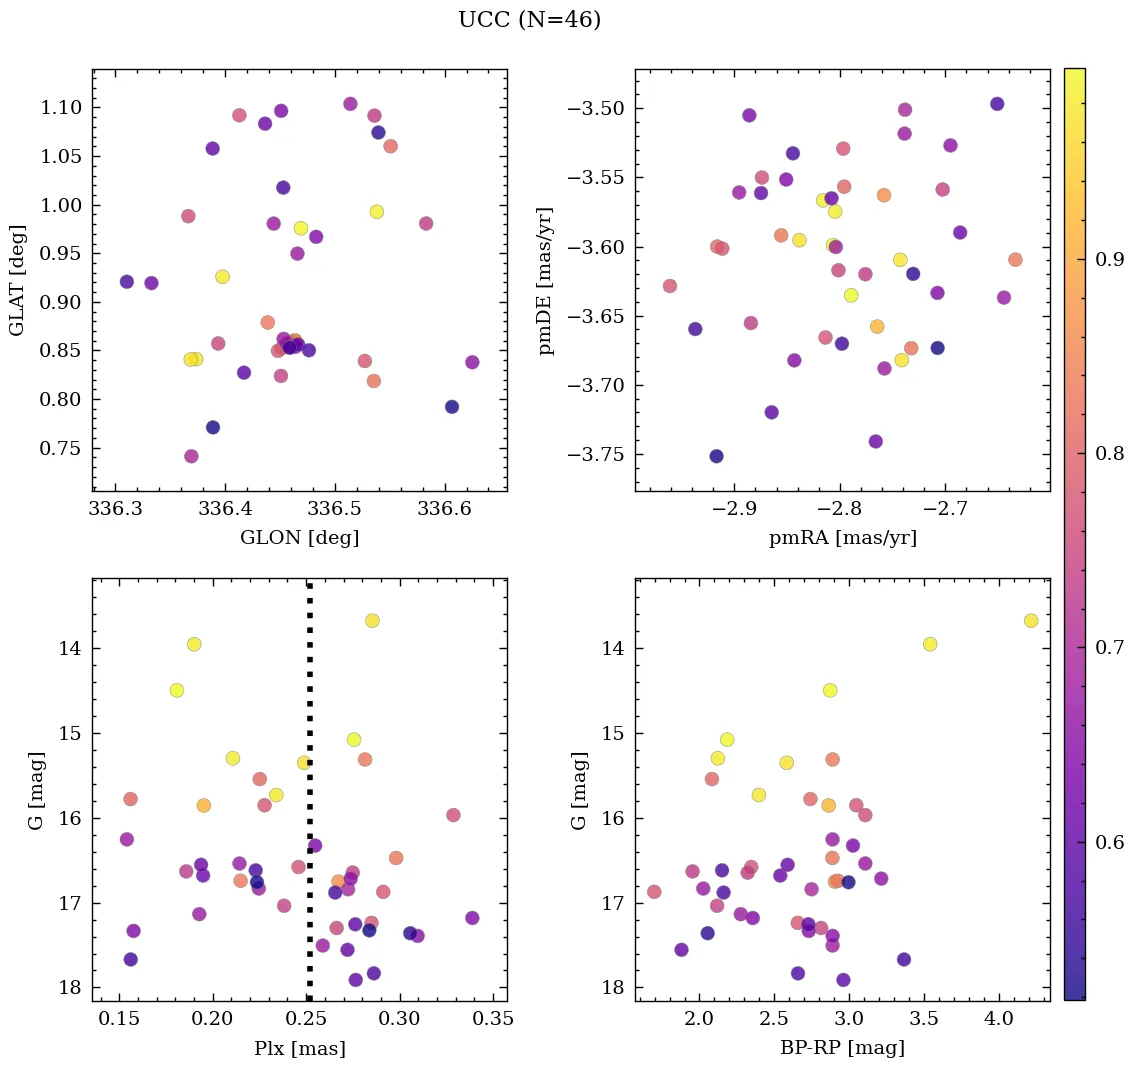 UCC (N=46)
1.10
1.05
1.00
0.95
0.90
0.85
0.80
0.75
GLAT [deg]
336.3 336.4 336.5 336.6
GLON [deg]
−3.50
−3.55
−3.60
−3.65
−3.70
−3.75
pmDE [mas/yr]
−2.9 −2.8 −2.7
pmRA [mas/yr]
14
15
16
17
18
G [mag]
0.15 0.20 0.25 0.30 0.35
Plx [mas]
14
15
16
17
18
G [mag]
2.0 2.5 3.0 3.5 4.0
BP-RP [mag]
0.9
0.8
0.7
0.6